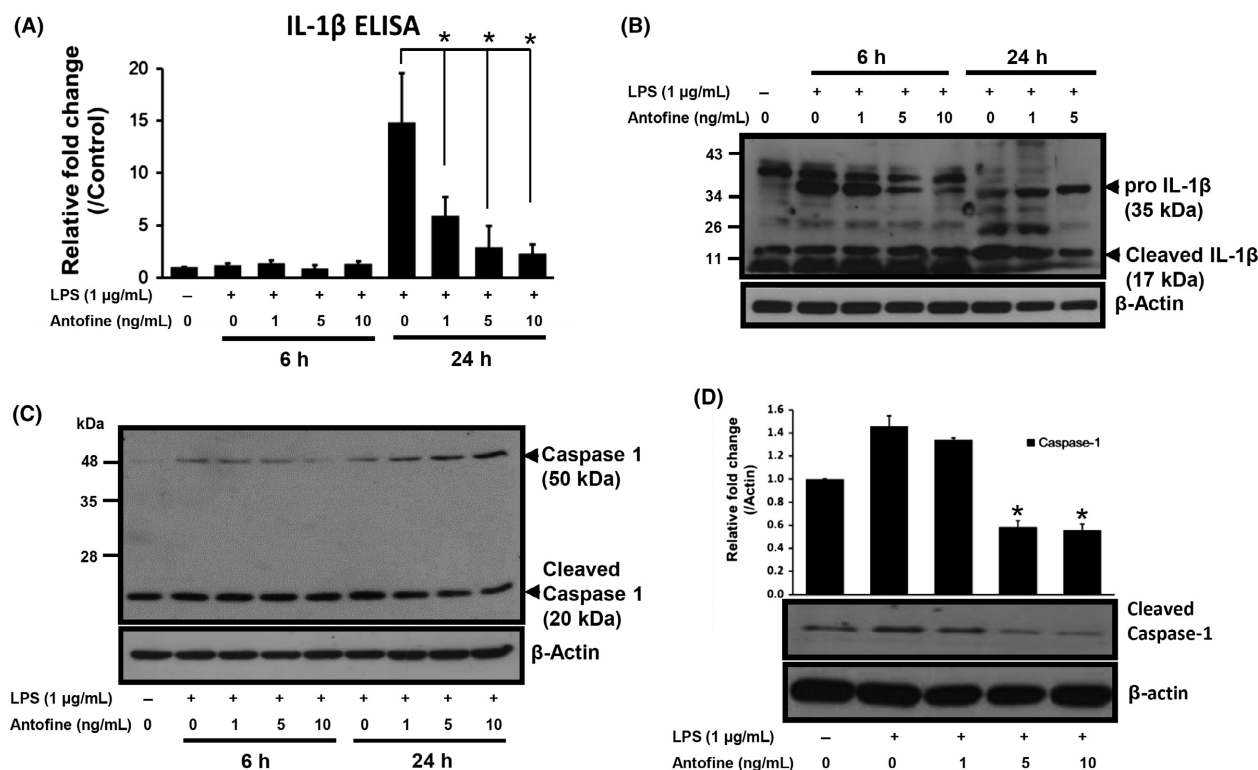 (A)
IL-1β ELISA
* * *
Relative fold change
(/Control)
20
15
10
5
0
LPS (1 µg/mL) – + + + + + + + +
Antofine (ng/mL) 0 0 1 5 10 0 1 5 10
6 h 24 h
(B)
6 h 24 h
LPS (1 µg/mL) – + + + + + + +
Antofine (ng/mL) 0 0 1 5 10 0 1 5
43
34
26
11
pro IL-1β
(35 kDa)
Cleaved IL-1β
(17 kDa)
β-Actin
(C)
kDa
48
35
28
Caspase 1
(50 kDa)
Cleaved
Caspase 1
(20 kDa)
β-Actin
LPS (1 µg/mL) – + + + + + + + +
Antofine (ng/mL) 0 0 1 5 10 0 1 5 10
6 h 24 h
(D)
Relative fold change
(/Actin)
1.6
1.4
1.2
1.0
0.8
0.6
0.4
0.2
0.0
Caspase-1
* *
Cleaved
Caspase-1
β-actin
LPS (1 µg/mL) – + + + +
Antofine (ng/mL) 0 0 1 5 10